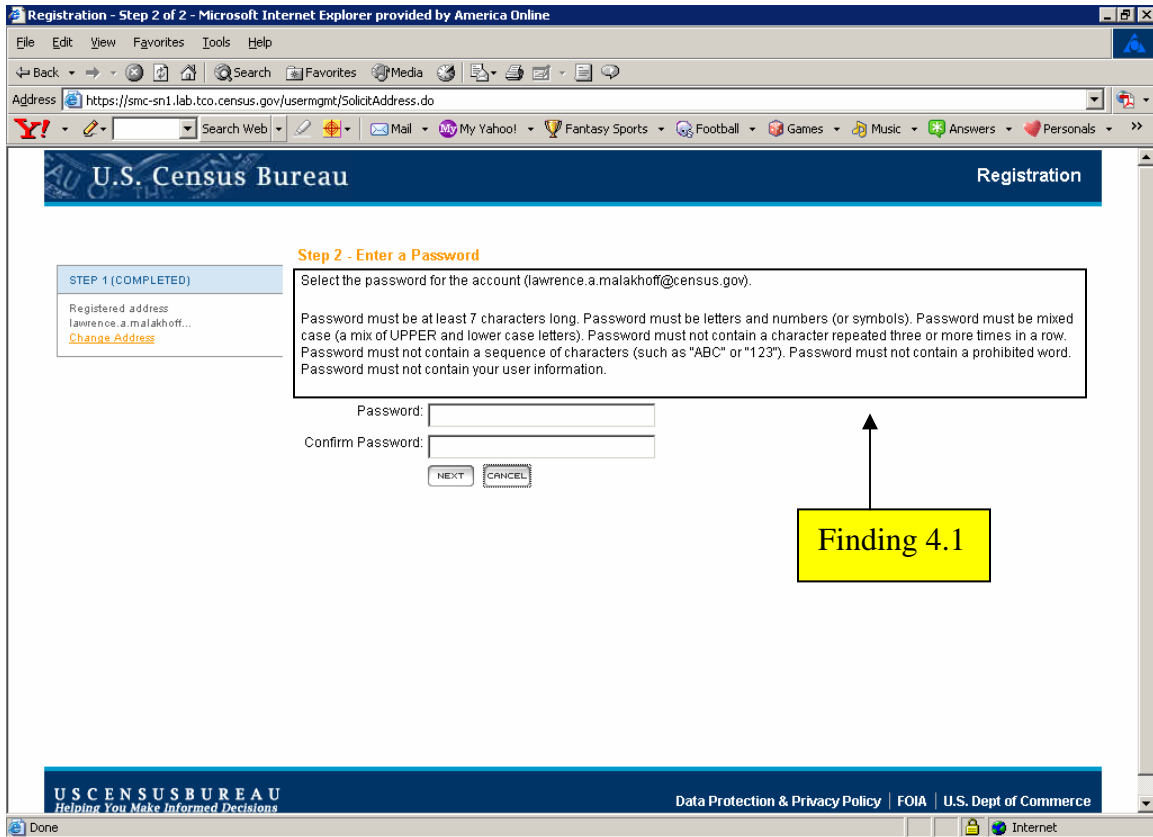 Registration - Step 2 of 2 - Microsoft Internet Explorer provided by America Online
File Edit View Favorites Tools Help
Back Search Favorites Media
Address https://smc-sn1.lab.tco.census.gov/usermgmt/SolicitAddress.do
Y! Search Web Mail My Yahoo! Fantasy Sports Football Games Music Answers Personals »
U.S. Census Bureau Registration
Step 2 - Enter a Password
STEP 1 (COMPLETED)
Registered address
lawrence.a.malakhoff...
Change Address
Select the password for the account (lawrence.a.malakhoff@census.gov).
Password must be at least 7 characters long. Password must be letters and numbers (or symbols). Password must be mixed
case (a mix of UPPER and lower case letters). Password must not contain a character repeated three or more times in a row.
Password must not contain a sequence of characters (such as "ABC" or "123"). Password must not contain a prohibited word.
Password must not contain your user information.
Password:
Confirm Password:
NEXT CANCEL
Finding 4.1
USCENSUSBUREAU
Helping You Make Informed Decisions
Data Protection & Privacy Policy | FOIA | U.S. Dept of Commerce
Done Internet